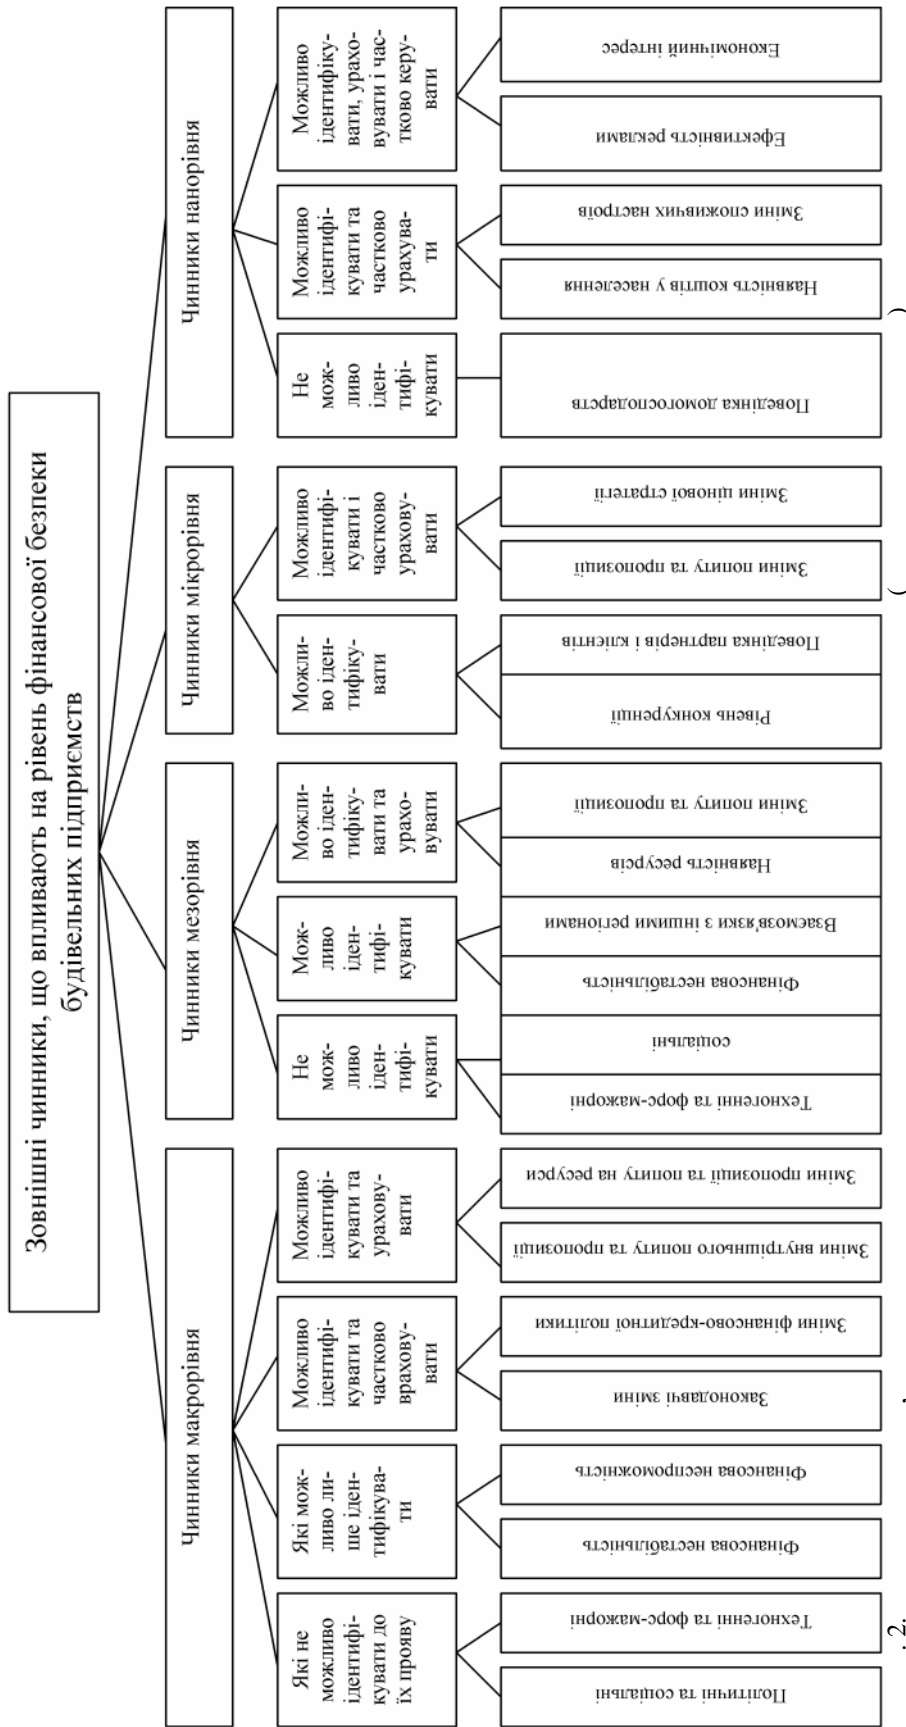 Зовнішні чинники, що впливають на рівень фінансової безпеки
будівельних підприємств
Чинники макрорівня
Чинники мезорівня
Чинники мікрорівня
Чинники нанорівня
Які не
можливо
ідентифі-
кувати до
їх прояву
Які мож-
ливо ли-
ше іден-
тифікува-
ти
Можливо
ідентифі-
кувати та
частково
враховву-
вати
Можливо
ідентифі-
кувати та
ураховву-
вати
Не
мож-
ливо
іден-
тифі-
кувати
Мож-
ливо
іден-
тифі-
кувати
Можли-
во іден-
тифіку-
вати та
урахо-
вувати
Можли-
во іден-
тифіку-
вати
Можливо
ідентифі-
кувати і
частково
ураховву-
вати
Не
мож-
ливо
іден-
тифі-
кувати
Можливо
ідентифі-
кувати та
частково
урахува-
ти
Можливо
ідентифіку-
вати, урахо-
вувати і час-
тково керу-
вати
Політичні та соціальні
Техногенні та форс-мажорні
Фінансова нестабільність
Фінансова неспроможність
Законодавчі зміни
Зміни фінансово-кредитної політики
Зміни внутрішнього попиту та пропозиції
Зміни пропозиції та попиту на ресурси
Техногенні та форс-мажорні
соціальні
Фінансова нестабільність
Взаємозв'язки з іншими регіонами
Наявність ресурсів
Зміни попиту та пропозиції
Рівень конкуренції
Поведінка партнерів і клієнтів
Зміни попиту та пропозиції
Зміни цінової стратегії
Поведінка домогосподарств
Наявність коштів у населення
Зміни споживчих настроїв
Ефективність реклами
Економічний інтерес
. 2.
.
(
)